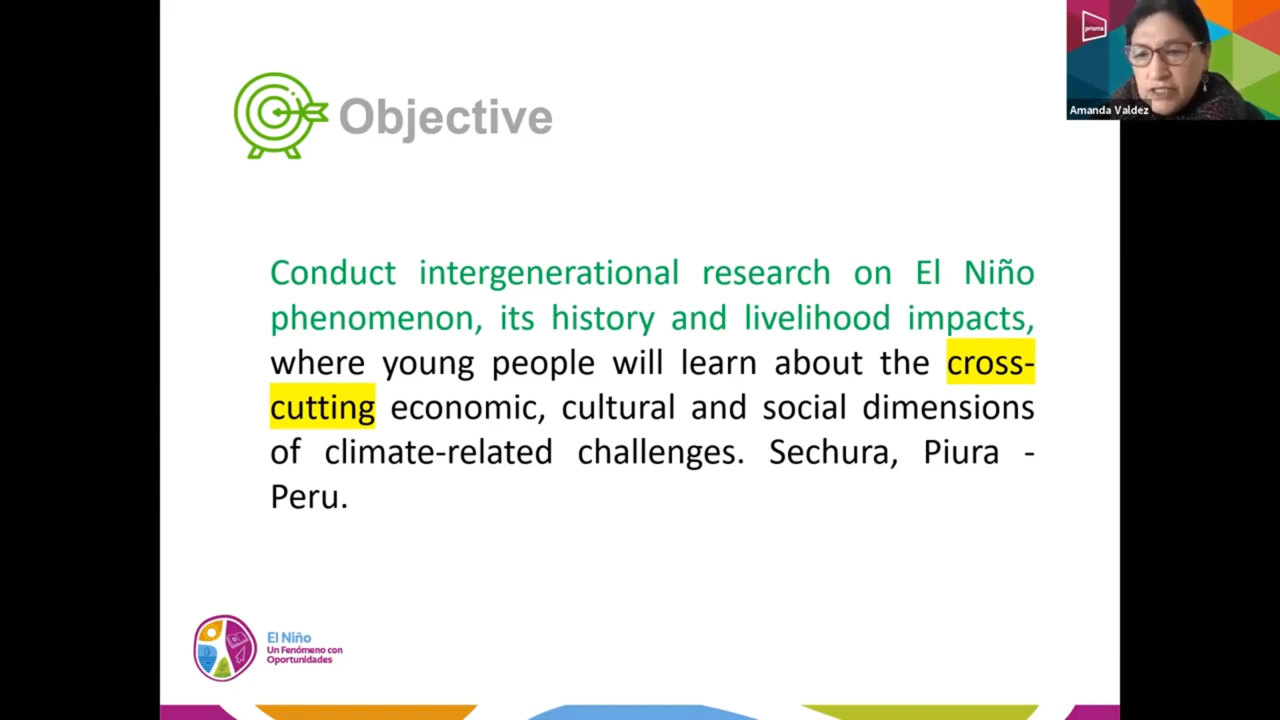 prisma
Amanda Valdez
Objective
Conduct intergenerational research on El Niño
phenomenon, its history and livelihood impacts,
where young people will learn about the cross-
cutting economic, cultural and social dimensions
of climate-related challenges. Sechura, Piura -
Peru.
El Niño
Un Fenómeno con
Oportunidades